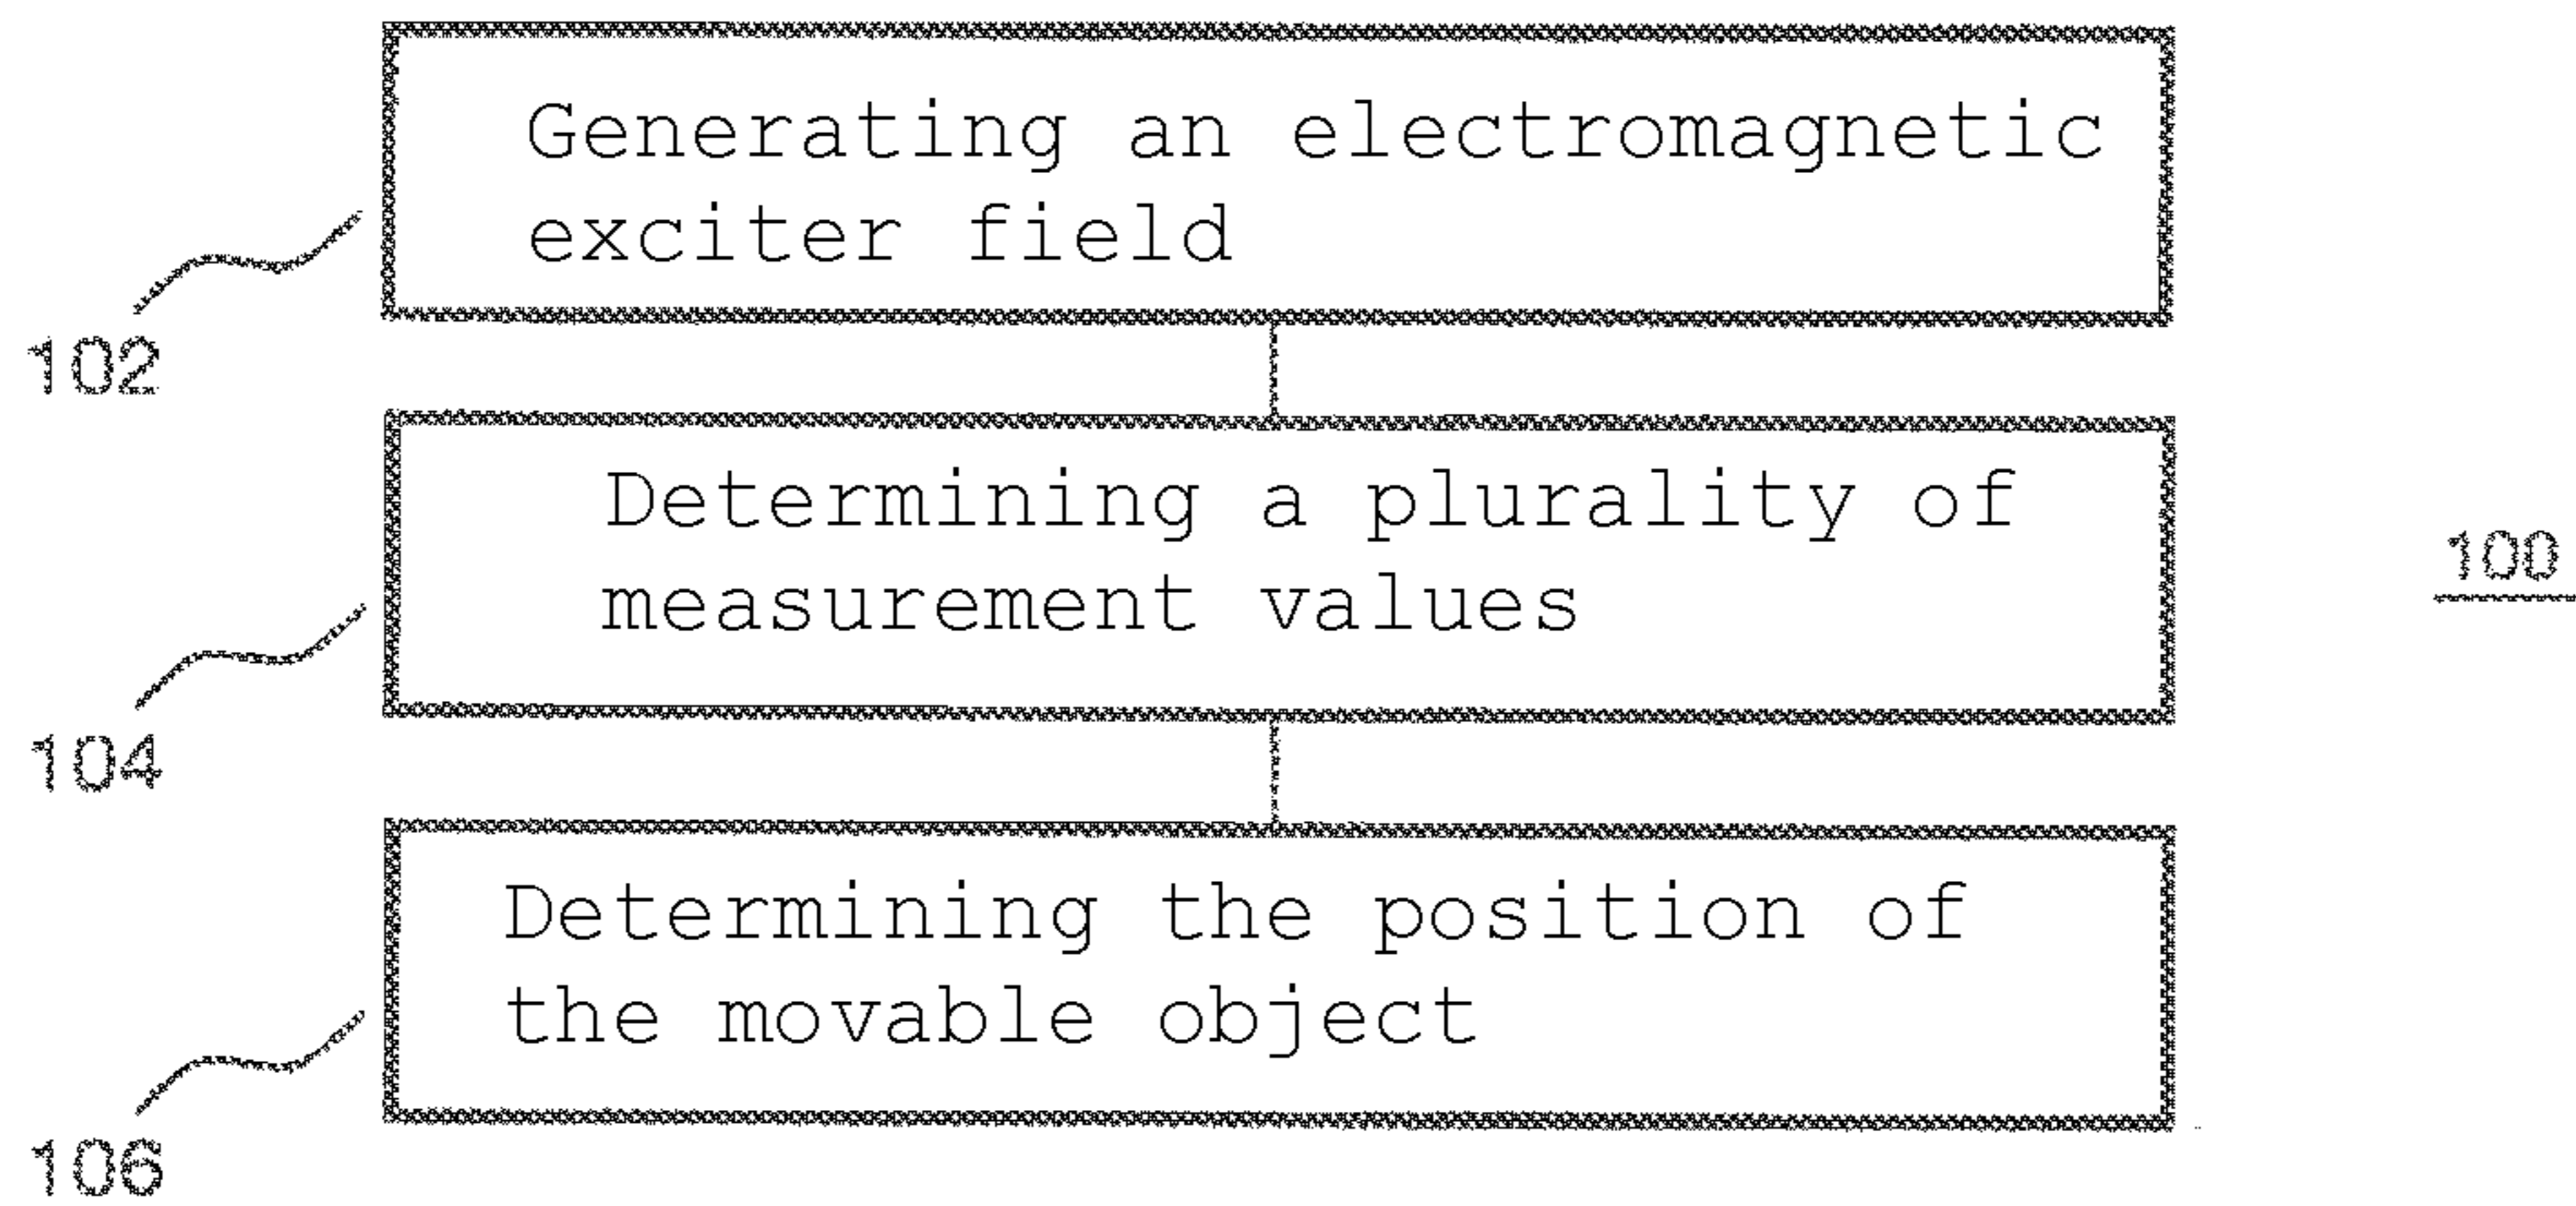 Generating an electromagnetic
exciter field
102
Determining a plurality of
measurement values
100
104
Determining the position of
the movable object
106